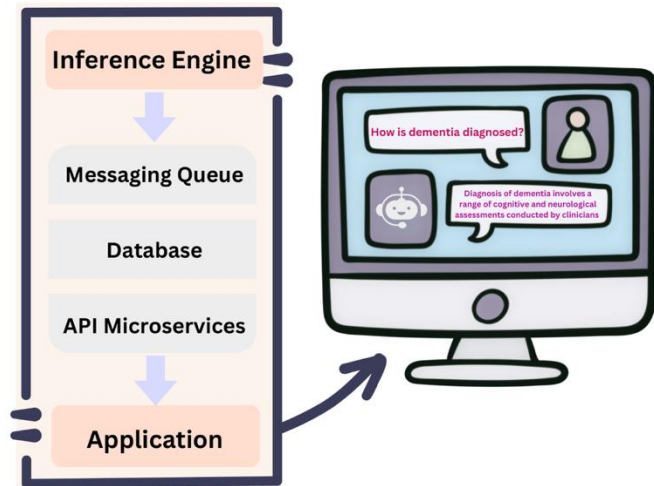 Inference Engine
Messaging Queue
Database
API Microservices
Application
How is dementia diagnosed?
Diagnosis of dementia involves a
range of cognitive and neurological
assessments conducted by clinicians